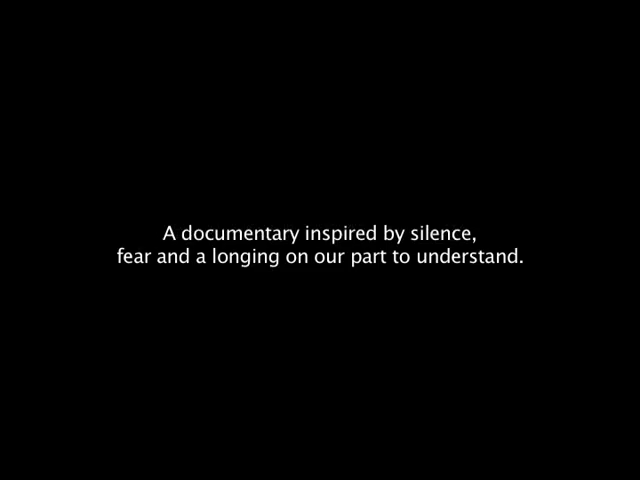 A documentary inspired by silence,
fear and a longing on our part to understand.